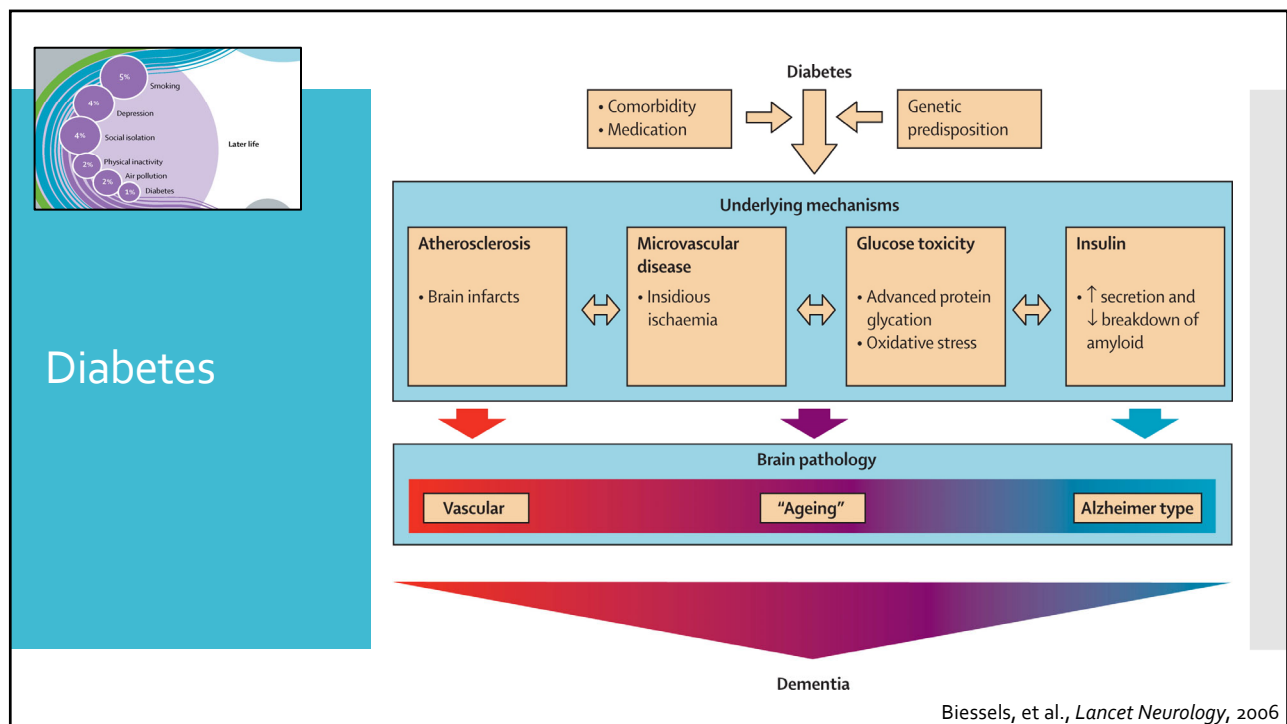 5%
Smoking
4%
Depression
4%
Social isolation
Later life
2%
Physical inactivity
2%
Air pollution
1%
Diabetes
Diabetes
Diabetes
• Comorbidity
• Medication
Genetic
predisposition
Underlying mechanisms
Atherosclerosis
• Brain infarcts
Microvascular
disease
• Insidious
ischaemia
Glucose toxicity
• Advanced protein
glycation
• Oxidative stress
Insulin
• ↑ secretion and
↓ breakdown of
amyloid
Brain pathology
Vascular
"Ageing"
Alzheimer type
Dementia
Biessels, et al., Lancet Neurology, 2006